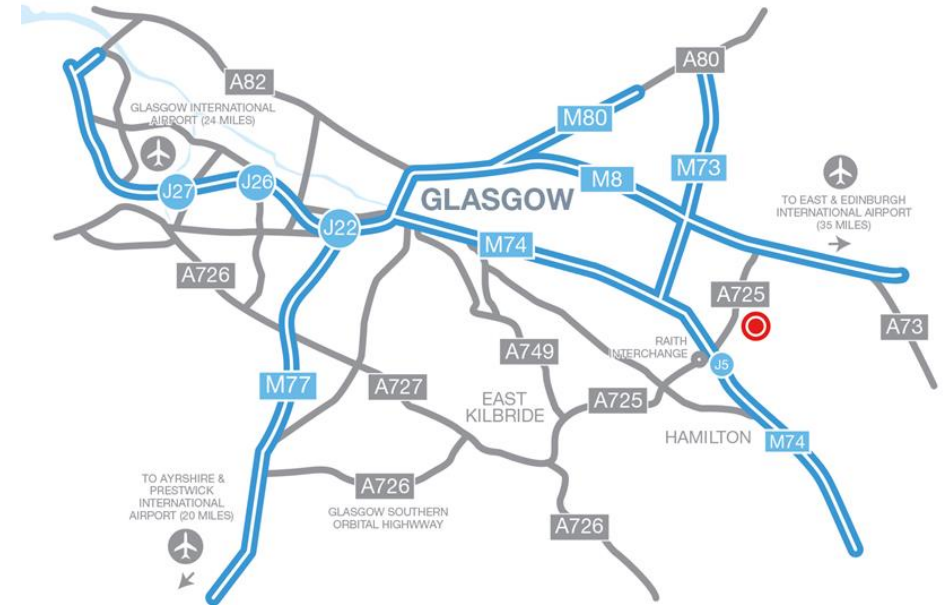 A82
A80
GLASGOW INTERNATIONAL
AIRPORT (24 MILES)
M80
M8
M73
J27
J26
GLASGOW
TO EAST & EDINBURGH
INTERNATIONAL AIRPORT
(35 MILES)
J22
M74
A726
A725
A73
RAITH
INTERCHANGE
J5
A749
M77
A727
EAST
KILBRIDE
A725
HAMILTON
M74
TO AYRSHIRE &
PRESTWICK
INTERNATIONAL
AIRPORT (20 MILES)
A726
GLASGOW SOUTHERN
ORBITAL HIGHWWAY
A726